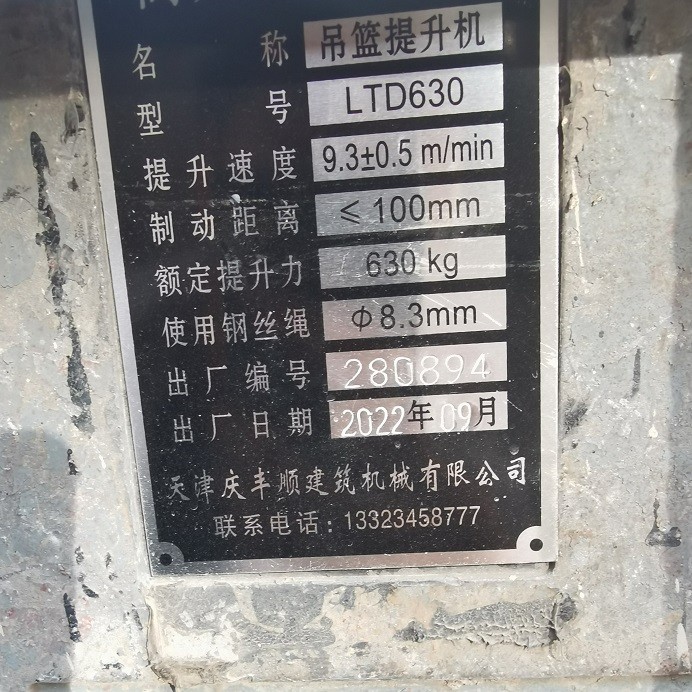 名称 吊篮提升机
型号 LTD630
提升速度 9.3±0.5 m/min
制动距离 ≤100mm
额定提升力 630 kg
使用钢丝绳 Φ8.3mm
出厂编号 280894
出厂日期 2022年09月
天津庆丰顺建筑机械有限公司
联系电话：13323458777